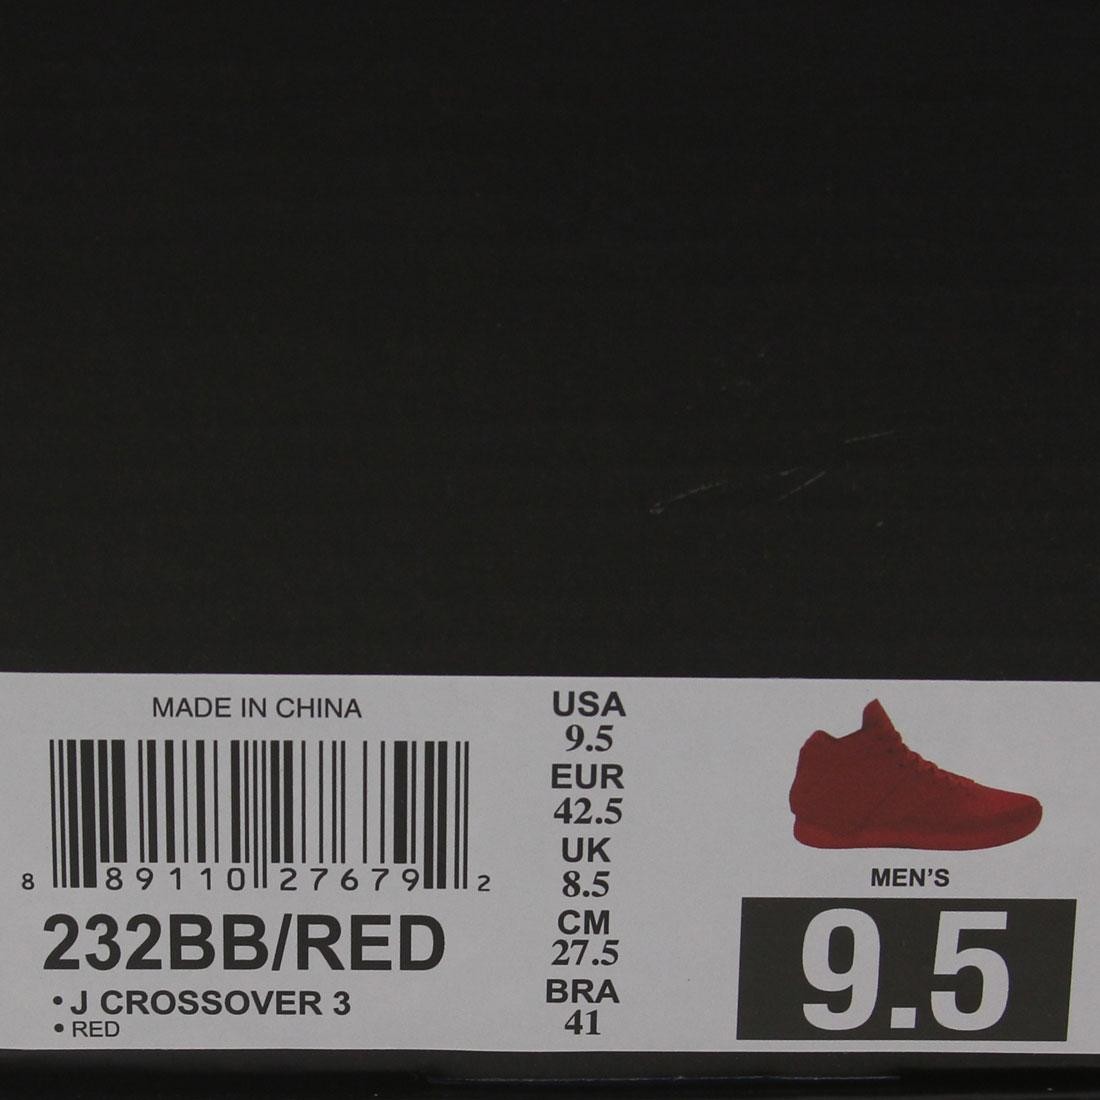 MADE IN CHINA
8 89110 27679 2
232BB/RED
• J CROSSOVER 3
• RED
USA
9.5
EUR
42.5
UK
8.5
CM
27.5
BRA
41
MEN'S
9.5